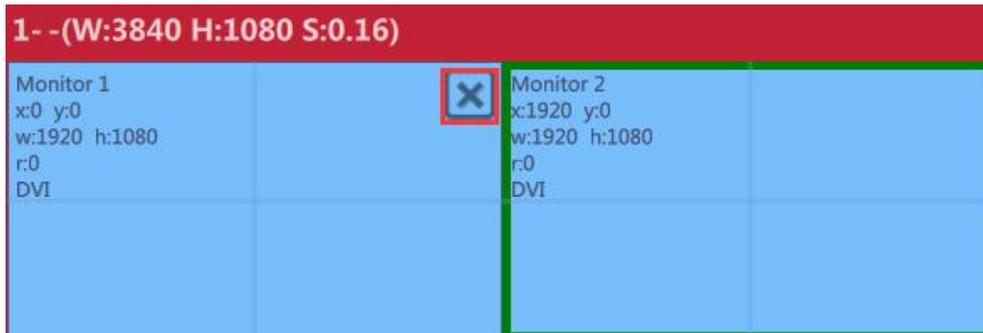 1--(W:3840 H:1080 S:0.16)
Monitor 1
x:0 y:0
w:1920 h:1080
r:0
DVI
Monitor 2
x:1920 y:0
w:1920 h:1080
r:0
DVI